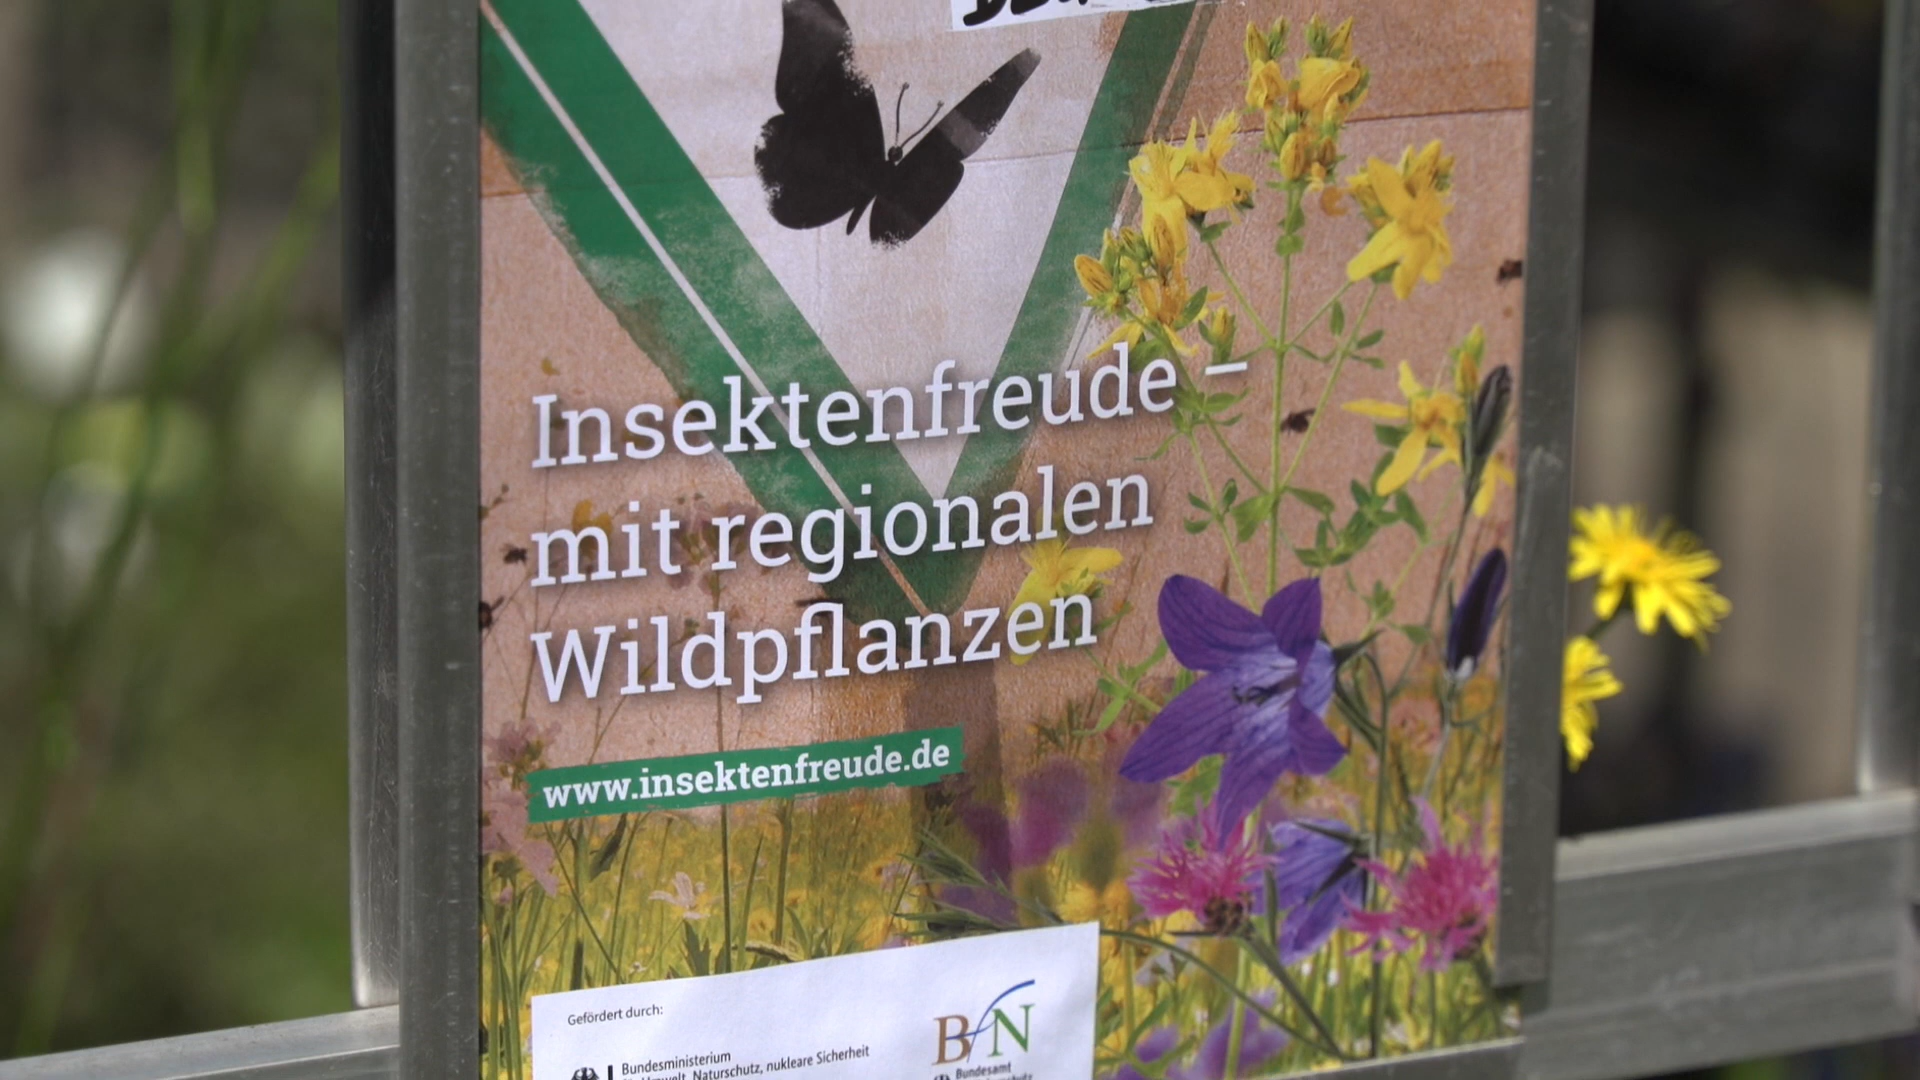 Insektenfreude –
mit regionalen
Wildpflanzen
www.insektenfreude.de
Gefördert durch:
Bundesministerium
Umwelt, Naturschutz, nukleare Sicherheit
BfN
Bundesamt